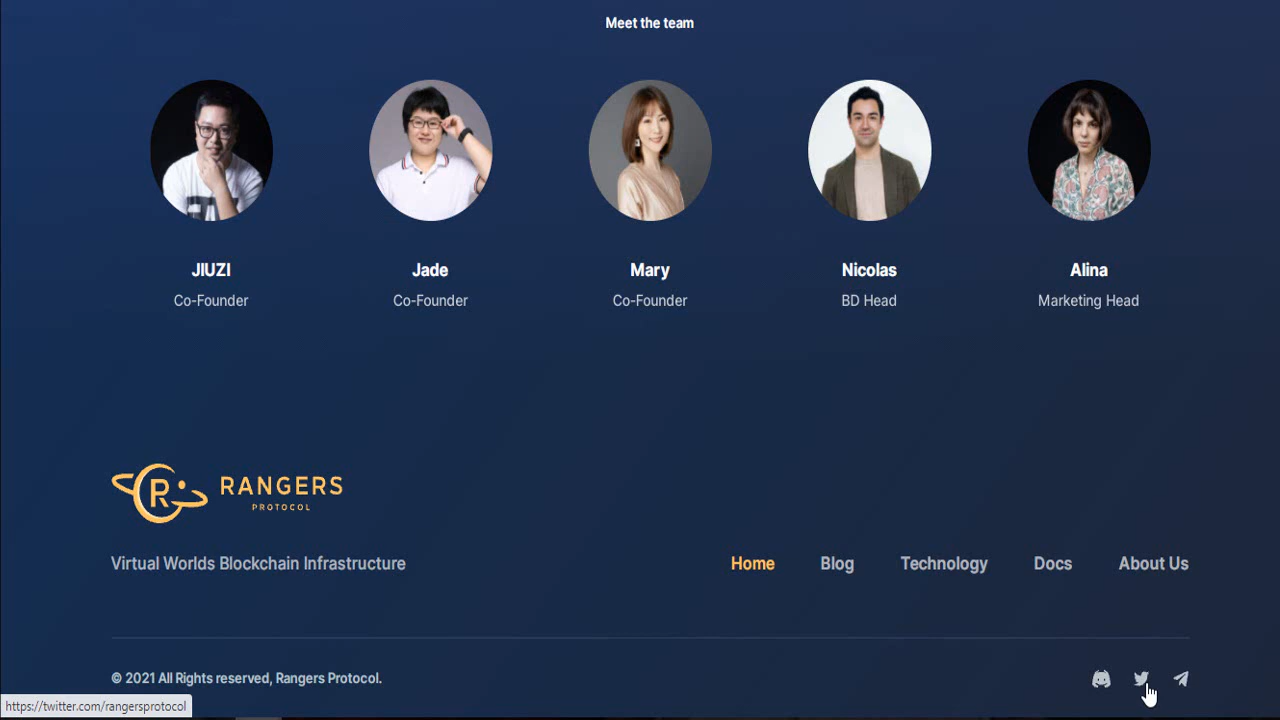 Meet the team
JIUZI
Jade
Mary
Nicolas
Alina
Co-Founder
Co-Founder
Co-Founder
BD Head
Marketing Head
R
RANGERS
PROTOCOL
Virtual Worlds Blockchain Infrastructure
Home
Blog
Technology
Docs
About Us
© 2021 All Rights reserved, Rangers Protocol.
https://twitter.com/rangersprotocol